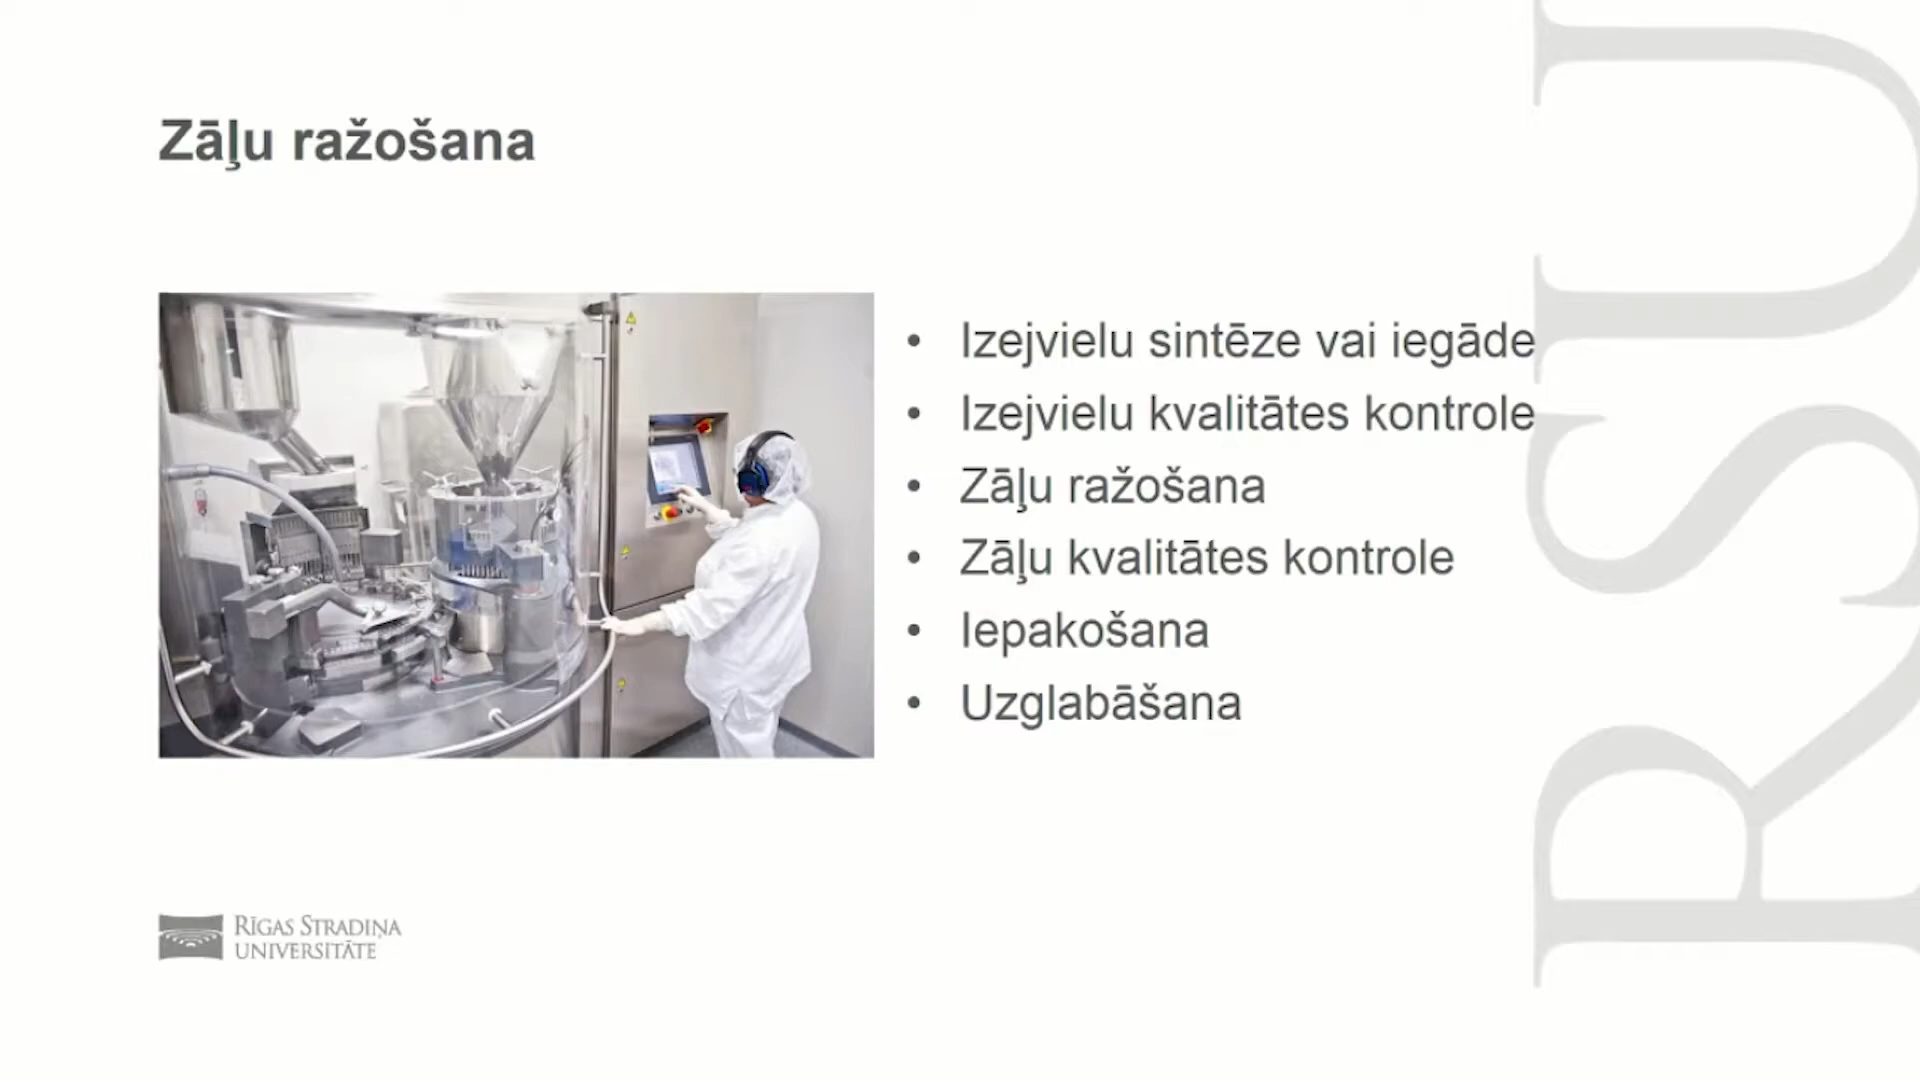 Zāļu ražošana
Izejvielu sintēze vai iegāde
Izejvielu kvalitātes kontrole
Zāļu ražošana
Zāļu kvalitātes kontrole
Iepakošana
Uzglabāšana
RĪGAS STRADIŅA
UNIVERSITĀTE
RSU